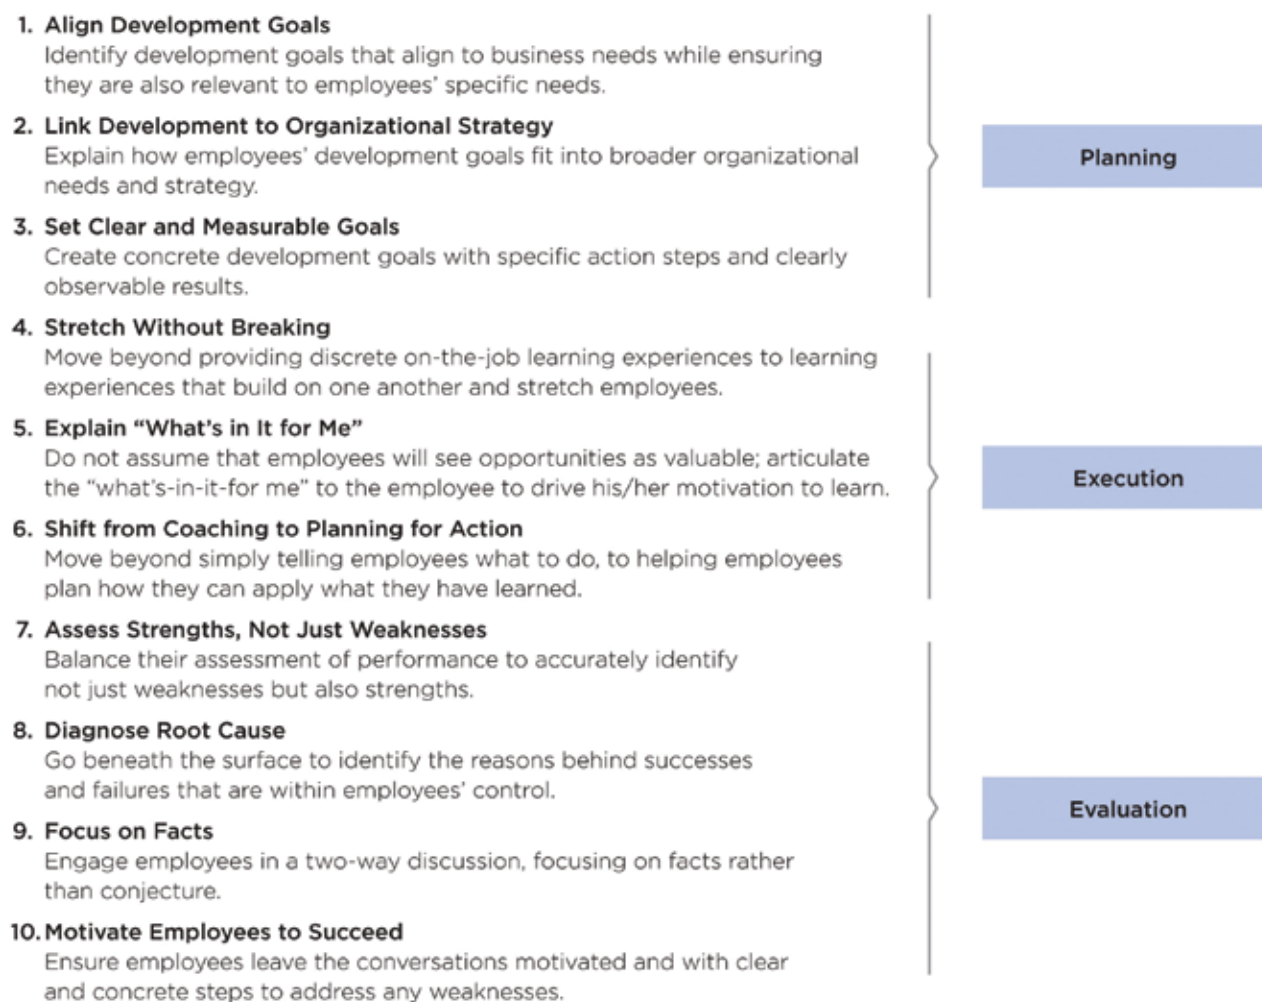 1. Align Development Goals
Identify development goals that align to business needs while ensuring
they are also relevant to employees’ specific needs.
2. Link Development to Organizational Strategy
Explain how employees’ development goals fit into broader organizational
needs and strategy.
3. Set Clear and Measurable Goals
Create concrete development goals with specific action steps and clearly
observable results.
Planning
4. Stretch Without Breaking
Move beyond providing discrete on-the-job learning experiences to learning
experiences that build on one another and stretch employees.
5. Explain “What’s in It for Me”
Do not assume that employees will see opportunities as valuable; articulate
the “what’s-in-it-for me” to the employee to drive his/her motivation to learn.
6. Shift from Coaching to Planning for Action
Move beyond simply telling employees what to do, to helping employees
plan how they can apply what they have learned.
Execution
7. Assess Strengths, Not Just Weaknesses
Balance their assessment of performance to accurately identify
not just weaknesses but also strengths.
8. Diagnose Root Cause
Go beneath the surface to identify the reasons behind successes
and failures that are within employees’ control.
9. Focus on Facts
Engage employees in a two-way discussion, focusing on facts rather
than conjecture.
10. Motivate Employees to Succeed
Ensure employees leave the conversations motivated and with clear
and concrete steps to address any weaknesses.
Evaluation